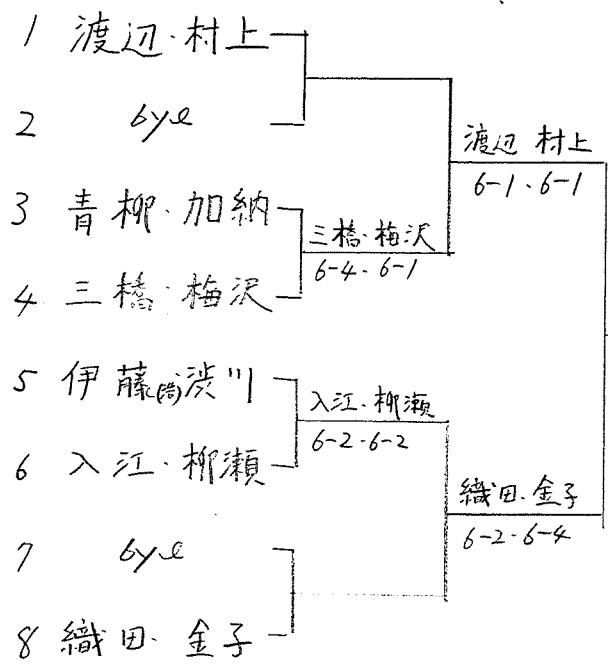 1 渡辺・村上
2 bye
渡辺 村上
6-1・6-1
3 青柳・加納
三橋・梅沢
6-4・6-1
4 三橋・梅沢
5 伊藤 渋川
入江・柳瀬
6-2・6-2
6 入江・柳瀬
織田・金子
6-2・6-4
7 bye
8 織田・金子